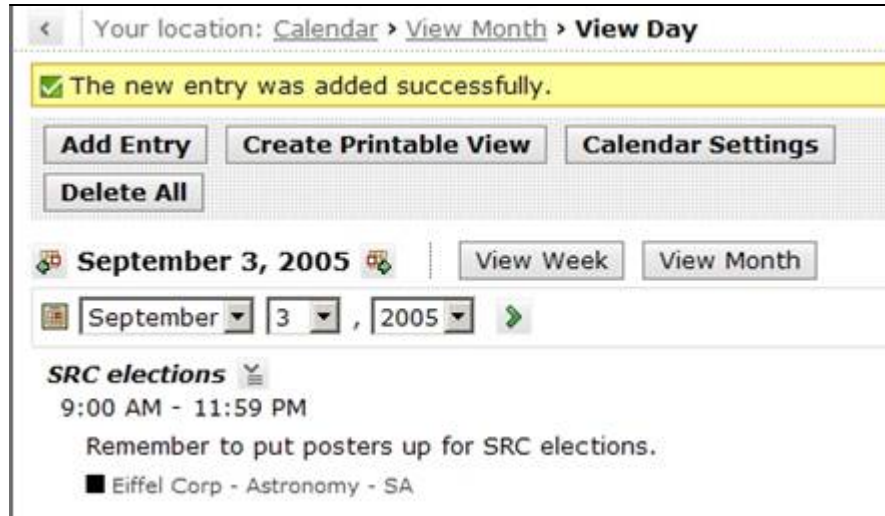 Your location: Calendar › View Month › View Day
The new entry was added successfully.
Add Entry Create Printable View Calendar Settings
Delete All
September 3, 2005 View Week View Month
September 3 , 2005
SRC elections
9:00 AM - 11:59 PM
Remember to put posters up for SRC elections.
Eiffel Corp - Astronomy - SA